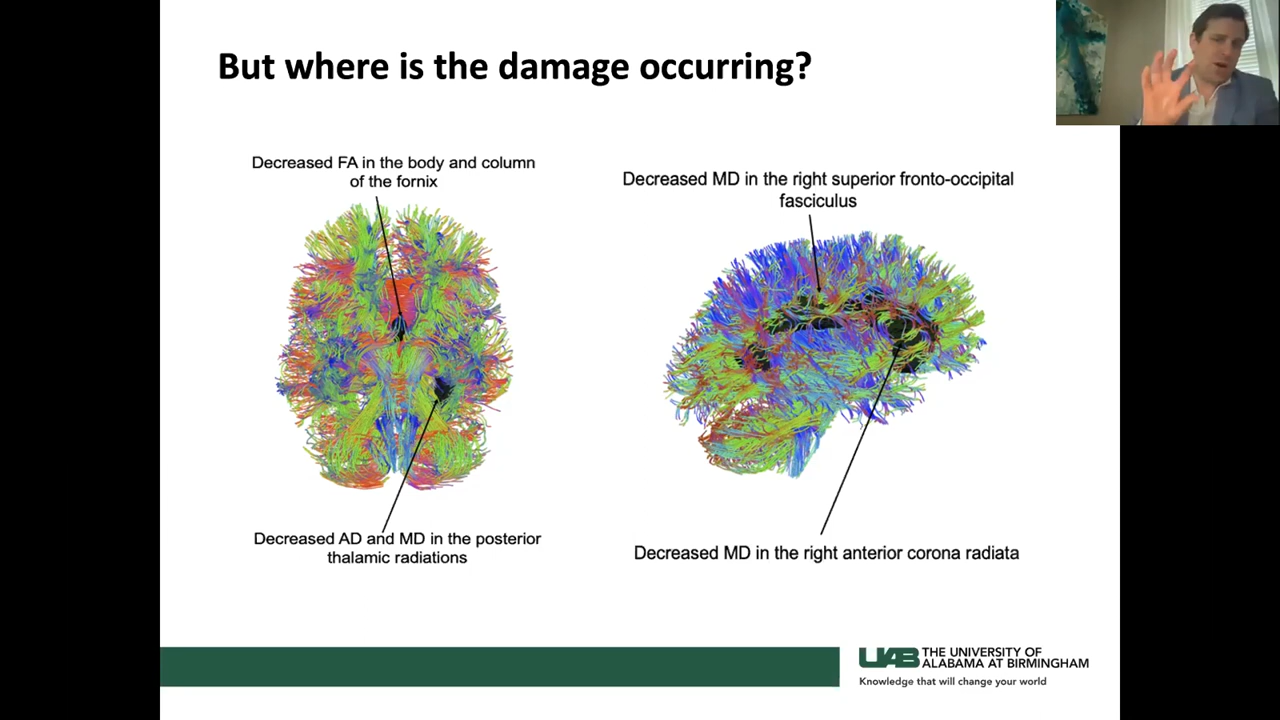 But where is the damage occurring?
Decreased FA in the body and column
of the fornix
Decreased MD in the right superior fronto-occipital
fasciculus
Decreased AD and MD in the posterior
thalamic radiations
Decreased MD in the right anterior corona radiata
UAB THE UNIVERSITY OF
ALABAMA AT BIRMINGHAM
Knowledge that will change your world